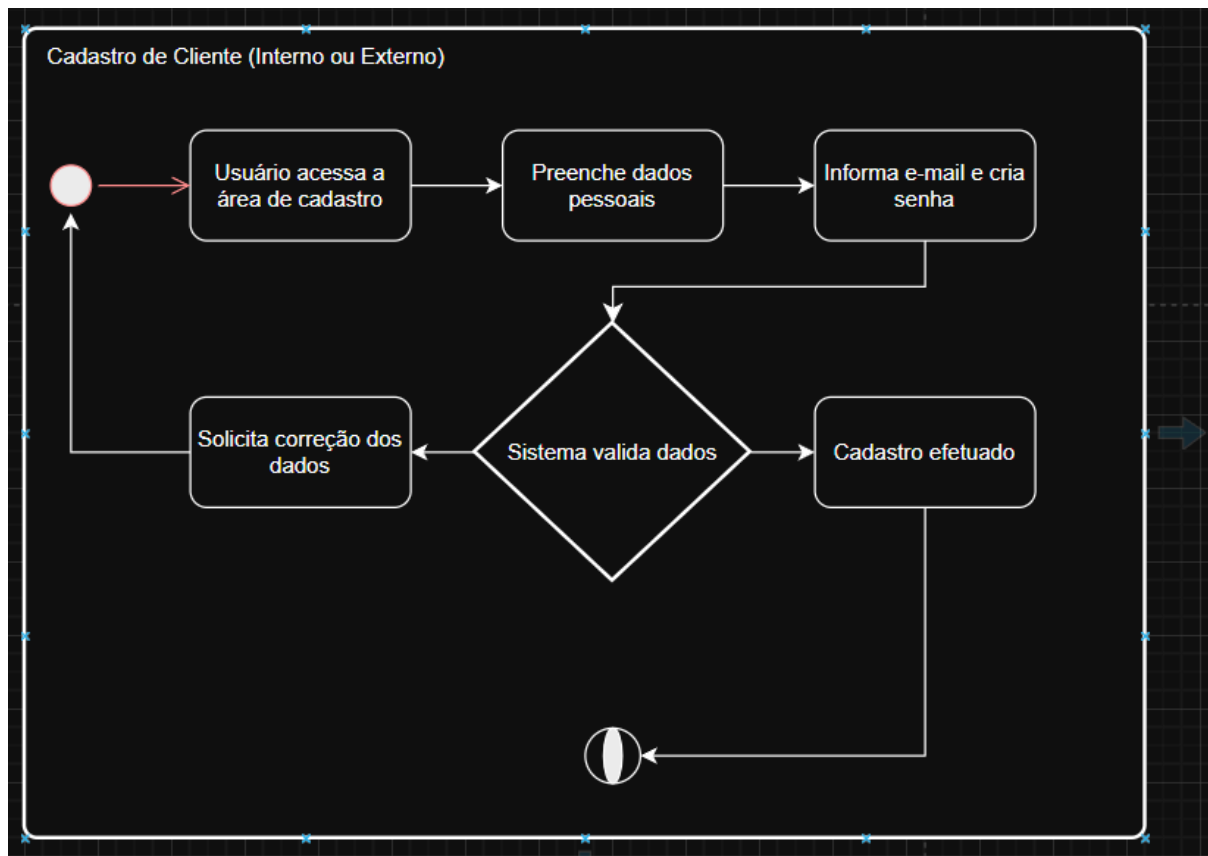 Cadastro de Cliente (Interno ou Externo)
Usuário acessa a
área de cadastro
Preenche dados
pessoais
Informa e-mail e cria
senha
Solicita correção dos
dados
Sistema valida dados
Cadastro efetuado